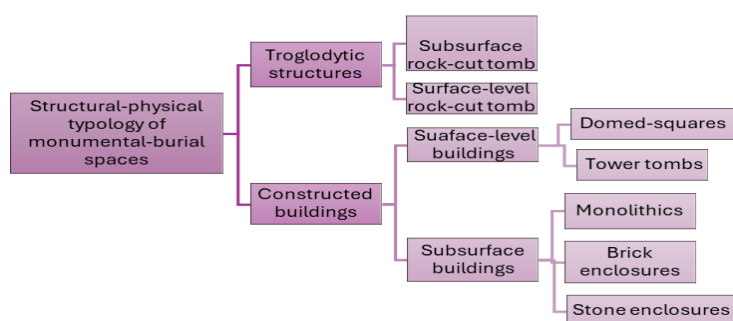 Structural-physical
typology of
monumental-burial
spaces
Troglodytic
structures
Subsurface
rock-cut tomb
Surface-level
rock-cut tomb
Constructed
buildings
Suaface-level
buildings
Domed-squares
Tower tombs
Subsurface
buildings
Monolithics
Brick
enclosures
Stone enclosures